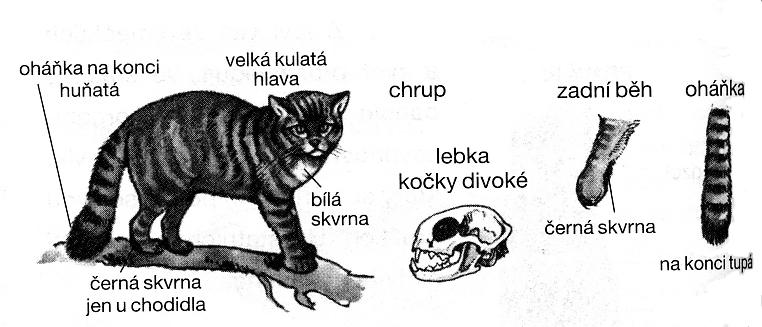 oháňka na konci
huňatá
velká kulatá
hlava
chrup
zadní běh
oháňka
lebka
kočky divoké
bílá
skvrna
černá skvrna
na konci tupá
černá skvrna
jen u chodidla